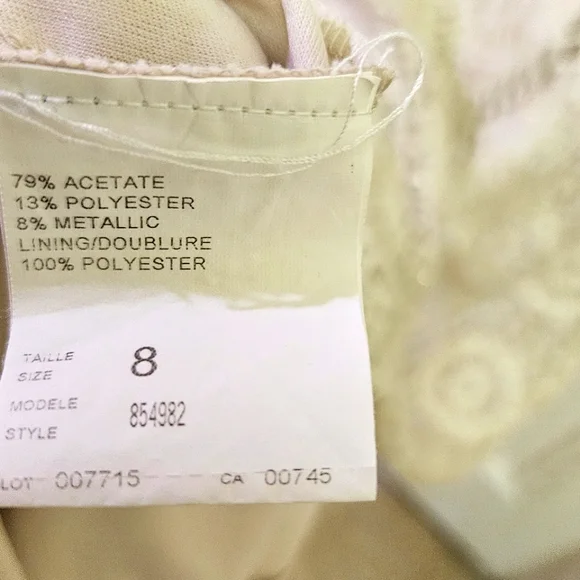 79% ACETATE
13% POLYESTER
8% METALLIC
LINING/DOUBLURE
100% POLYESTER
TAILLE
SIZE 8
MODELE
STYLE 854982
LOT 007715 CA 00745